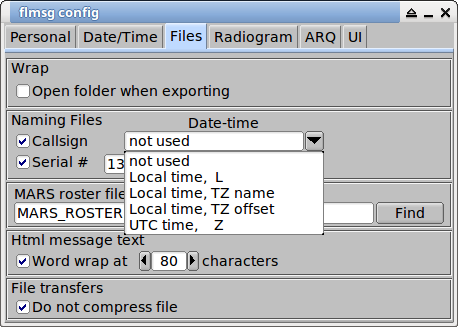 flmsg config
Personal Date/Time Files Radiogram ARQ UI
Wrap
Open folder when exporting
Naming Files
Date-time
Callsign not used
Serial # 13
not used
Local time, L
Local time, TZ name
Local time, TZ offset
UTC time, Z
MARS roster file
MARS_ROSTER Find
Html message text
Word wrap at 80 characters
File transfers
Do not compress file